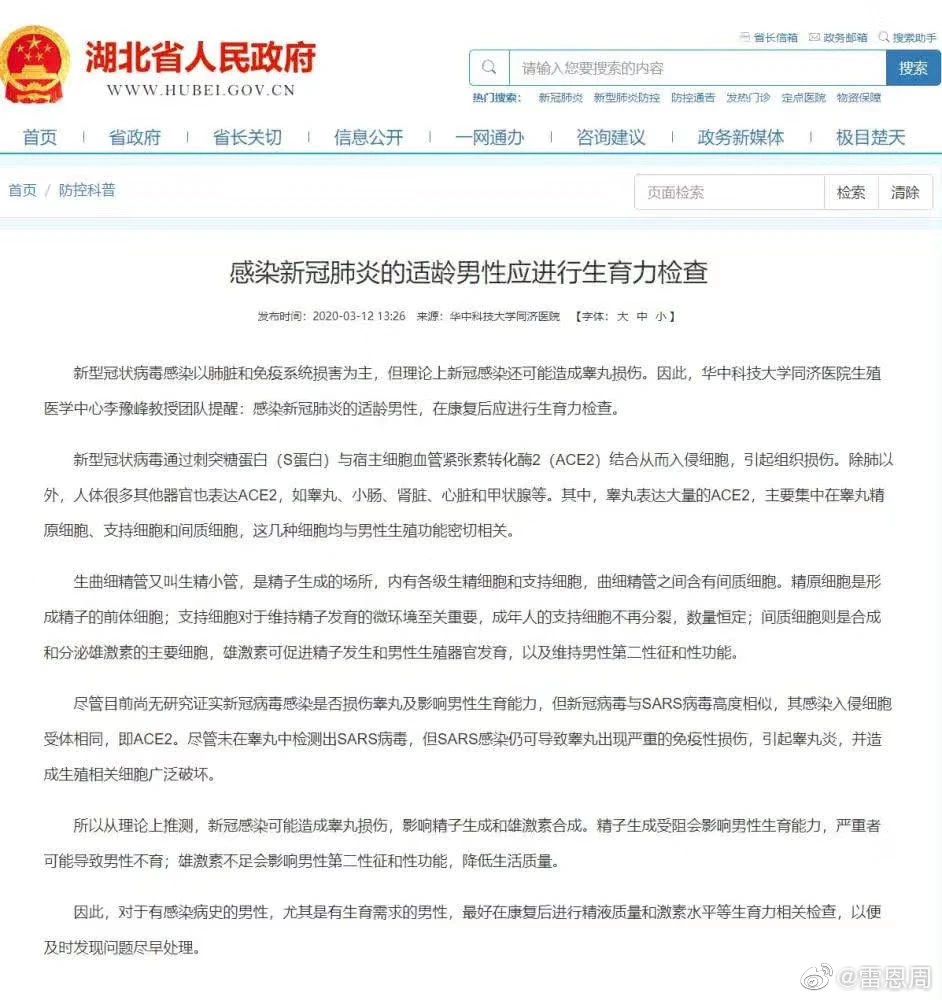 省长信箱 政务邮箱 搜索助手
湖北省人民政府
WWW.HUBEI.GOV.CN
请输入您要搜索的内容 搜索
热门搜索： 新冠肺炎 新型肺炎防控 防控通告 发热门诊 定点医院 物资保障
首页 | 省政府 | 省长关切 | 信息公开 | 一网通办 | 咨询建议 | 政务新媒体 | 极目楚天
首页 / 防控科普 页面检索 检索 清除
感染新冠肺炎的适龄男性应进行生育力检查
发布时间：2020-03-12 13:26 来源：华中科技大学同济医院 【字体：大 中 小】
新型冠状病毒感染以肺脏和免疫系统损害为主，但理论上新冠感染还可能造成睾丸损伤。因此，华中科技大学同济医院生殖
医学中心李豫峰教授团队提醒：感染新冠肺炎的适龄男性，在康复后应进行生育力检查。
新型冠状病毒通过刺突糖蛋白（S蛋白）与宿主细胞血管紧张素转化酶2（ACE2）结合从而入侵细胞，引起组织损伤。除肺以
外，人体很多其他器官也表达ACE2，如睾丸、小肠、肾脏、心脏和甲状腺等。其中，睾丸表达大量的ACE2，主要集中在睾丸精
原细胞、支持细胞和间质细胞，这几种细胞均与男性生殖功能密切相关。
生曲细精管又叫生精小管，是精子生成的场所，内有各级生精细胞和支持细胞，曲细精管之间含有间质细胞。精原细胞是形
成精子的前体细胞；支持细胞对于维持精子发育的微环境至关重要，成年人的支持细胞不再分裂，数量恒定；间质细胞则是合成
和分泌雄激素的主要细胞，雄激素可促进精子发生和男性生殖器官发育，以及维持男性第二性征和性功能。
尽管目前尚无研究证实新冠病毒感染是否损伤睾丸及影响男性生育能力，但新冠病毒与SARS病毒高度相似，其感染入侵细胞
受体相同，即ACE2。尽管未在睾丸中检测出SARS病毒，但SARS感染仍可导致睾丸出现严重的免疫性损伤，引起睾丸炎，并造
成生殖相关细胞广泛破坏。
所以从理论上推测，新冠感染可能造成睾丸损伤，影响精子生成和雄激素合成。精子生成受阻会影响男性生育能力，严重者
可能导致男性不育；雄激素不足会影响男性第二性征和性功能，降低生活质量。
因此，对于有感染病史的男性，尤其是有生育需求的男性，最好在康复后进行精液质量和激素水平等生育力相关检查，以便
及时发现问题尽早处理。
@雷恩周